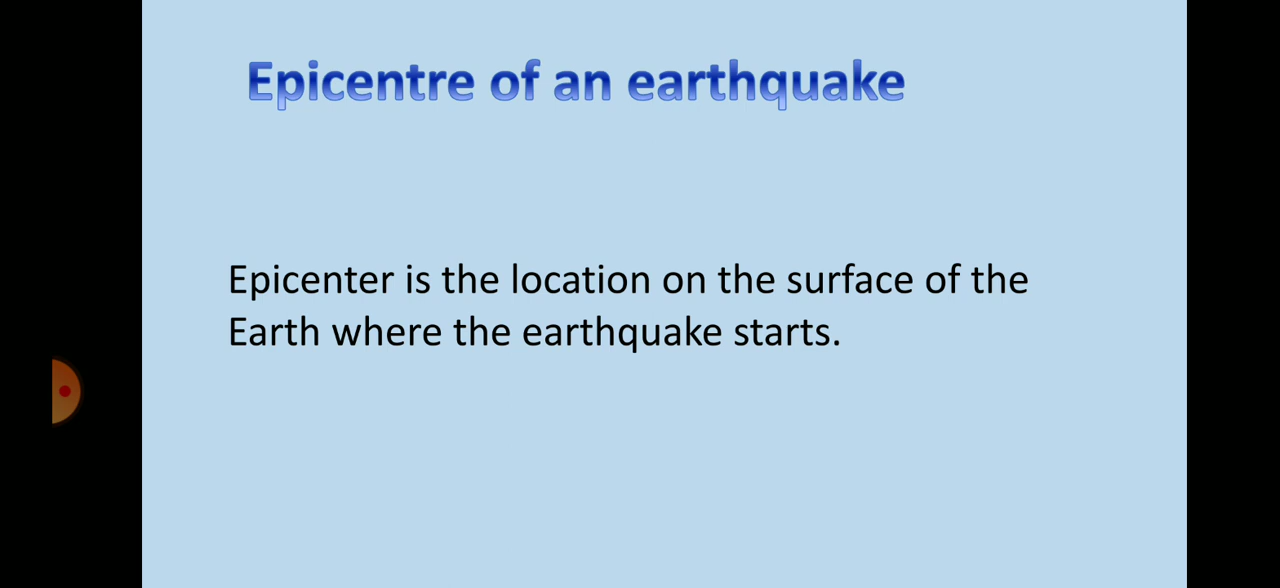 Epicentre of an earthquake
Epicenter is the location on the surface of the
Earth where the earthquake starts.